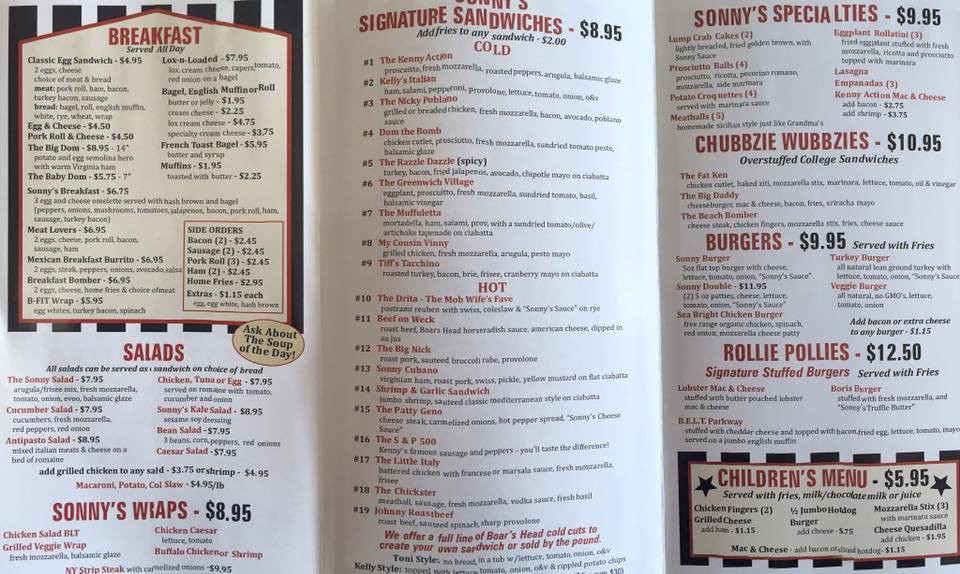 BREAKFAST
Served All Day
Classic Egg Sandwich - $4.95
2 eggs, cheese
choice of meat & bread
meat: pork roll, ham, bacon,
turkey bacon, sausage
bread: bagel, roll, english muffin,
white, rye, wheat, wrap
Egg & Cheese - $4.50
Pork Roll & Cheese - $4.50
The Big Dom - $8.95 - 14"
potato and egg semolina hero
with warm Virginia ham
The Baby Dom - $5.75 - 7"
Lox-n-Loaded - $7.95
lox, cream cheese, capers, tomato,
red onion on a bagel
Bagel, English Muffin or Roll
butter or jelly - $1.95
cream cheese - $2.25
lox cream cheese - $4.75
specialty cream cheese - $3.75
French Toast Bagel - $5.95
butter and syrup
Muffins - $1.95
toasted with butter - $2.25
Sonny's Breakfast - $6.75
3 egg and cheese omelette served with hash brown and bagel
(peppers, onions, mushrooms, tomatoes, jalapenos, bacon, pork roll, ham,
sausage, turkey bacon)
Meat Lovers - $6.95
2 eggs, cheese, pork roll, bacon,
sausage, ham
Mexican Breakfast Burrito - $6.95
2 eggs, steak, peppers, onions, avocado, salsa
Breakfast Bomber - $6.95
2 eggs, cheese, home fries & choice of meat
B-FIT Wrap - $5.95
egg whites, turkey bacon, spinach
SIDE ORDERS
Bacon (2) - $2.45
Sausage (2) - $2.45
Pork Roll (3) - $2.45
Ham (2) - $2.45
Home Fries - $2.95
Extras - $1.15 each
egg, egg white, hash brown
Ask About
The Soup
of the Day!
SALADS
All salads can be served as a sandwich on choice of bread
The Sonny Salad - $7.95
arugula/frisee mix, fresh mozzarella,
tomato, onion, evoo, balsamic glaze
Cucumber Salad - $7.95
cucumbers, fresh mozzarella,
red peppers, red onion
Antipasto Salad - $8.95
mixed italian meats & cheese on a
bed of romaine
Chicken, Tuna or Egg - $7.95
served on romaine with tomato,
cucumber and onion
Sonny's Kale Salad - $8.95
sesame soy dressing
Bean Salad - $7.95
3 beans, corn, peppers, red onions
Caesar Salad - $7.95
add grilled chicken to any salad - $3.75 or shrimp - $4.95
Macaroni, Potato, Col Slaw - $4.95/lb
SONNY'S WRAPS - $8.95
Chicken Salad BLT
Grilled Veggie Wrap
fresh mozzarella, balsamic glaze
Chicken Caesar
lettuce, tomato
Buffalo Chicken or Shrimp
NY Strip Steak with carmelized onions - $9.95
SONNY'S
SIGNATURE SANDWICHES - $8.95
Add fries to any sandwich - $2.00
COLD
#1 The Kenny Action
proscuitto, fresh mozzarella, roasted peppers, arugula, balsamic glaze
#2 Kelly's Italian
ham, salami, pepperoni, provolone, lettuce, tomato, onion, o&v
#3 The Nicky Poblano
grilled or breaded chicken, fresh mozzarella, bacon, avocado, poblano
sauce
#4 Dom the Bomb
chicken cutlet, prosciutto, fresh mozzarella, sundried tomato pesto,
balsamic glaze
#5 The Razzle Dazzle (spicy)
turkey, bacon, fried jalapenos, avocado, chipotle mayo on ciabatta
#6 The Greenwich Village
eggplant, prosciutto, fresh mozzarella, sundried tomato, basil,
balsamic vinegar
#7 The Muffuletta
mortadella, ham, salami, prov, with a sundried tomato/olive/
artichoke tapenade on ciabatta
#8 My Cousin Vinny
grilled chicken, fresh mozzarella, arugula, pesto mayo
#9 Tiff's Tacchino
roasted turkey, bacon, brie, frisee, cranberry mayo on ciabatta
HOT
#10 The Drita - The Mob Wife's Fave
pastrami reuben with swiss, coleslaw & "Sonny's Sauce" on rye
#11 Beef on Weck
roast beef, Boars Head horseradish sauce, american cheese, dipped in
au jus
#12 The Big Nick
roast pork, sauteed broccoli rabe, provolone
#13 Sonny Cubano
virginian ham, roast pork, swiss, pickle, yellow mustard on flat ciabatta
#14 Shrimp & Garlic Sandwich
jumbo shrimp, sauteed classic mediterranean style on ciabatta
#15 The Patty Geno
cheese steak, carmelized onions, hot pepper spread, "Sonny's Cheese
Sauce"
#16 The S & P 500
Kenny's famous sausage and peppers - you'll taste the difference!
#17 The Little Italy
battered chicken with francese or marsala sauce, fresh mozzarella,
frisee
#18 The Chickster
meatball, sausage, fresh mozzarella, vodka sauce, fresh basil
#19 Johnny Roastbeef
roast beef, sauteed spinach, sharp provolone
We offer a full line of Boar's Head cold cuts to
create your own sandwich or sold by the pound.
Toni Style: no bread, in a tub w/lettuce, tomato, onion, o&v
Kelly Style: topped with lettuce, tomato, onion, o&v & rippled potato chips
SONNY'S SPECIALTIES - $9.95
Lump Crab Cakes (2)
lightly breaded, fried golden brown, with
Sonny Sauce
Prosciutto Balls (4)
prosciutto, ricotta, pecorino romano,
mozzarella, side marinara
Potato Croquettes (4)
served with marinara sauce
Meatballs (5)
homemade sicilian style just like Grandma's
Eggplant Rollatini (3)
fried eggplant stuffed with fresh
mozzarella, ricotta and prosciutto
topped with marinara
Lasagna
Empanadas (3)
Kenny Action Mac & Cheese
add bacon - $2.75
add shrimp - $3.75
CHUBBZIE WUBBZIES - $10.95
Overstuffed College Sandwiches
The Fat Ken
chicken cutlet, baked ziti, mozzarella stix, marinara, lettuce, tomato, oil & vinegar
The Big Daddy
cheeseburger, mac & cheese, bacon, fries, sriracha mayo
The Beach Bomber
cheese steak, chicken fingers, mozzarella stix, fries, cheese sauce
BURGERS - $9.95 Served with Fries
Sonny Burger
5oz flat top burger with cheese,
lettuce, tomato, onion, "Sonny's Sauce"
Sonny Double - $11.95
(2) 5 oz patties, cheese, lettuce,
tomato, onion, "Sonny's Sauce"
Sea Bright Chicken Burger
free range organic chicken, spinach,
red onion, mozzarella cheese patty
Turkey Burger
all natural lean ground turkey with
lettuce, tomato, onion, "Sonny's Sauce"
Veggie Burger
all natural, no GMO's, lettuce,
tomato, onion
Add bacon or extra cheese
to any burger - $1.15
ROLLIE POLLIES - $12.50
Signature Stuffed Burgers Served with Fries
Lobster Mac & Cheese
stuffed with butter poached lobster
mac & cheese
Boris Burger
stuffed with fresh mozzarella, and
"Sonny's Truffle Butter"
B.E.L.T. Parkway
stuffed with cheddar cheese and topped with bacon, fried egg, lettuce, tomato, mayo
served on a jumbo english muffin
CHILDREN'S MENU - $5.95
Served with fries, milk/chocolate milk or juice
Chicken Fingers (2)
Grilled Cheese
add ham - $1.15
½ Jumbo Hotdog
Burger
add cheese - $.75
Mozzarella Stix (3)
with marinara sauce
Cheese Quesadilla
add chicken - $1.95
Mac & Cheese - add bacon or sliced hotdog - $1.15